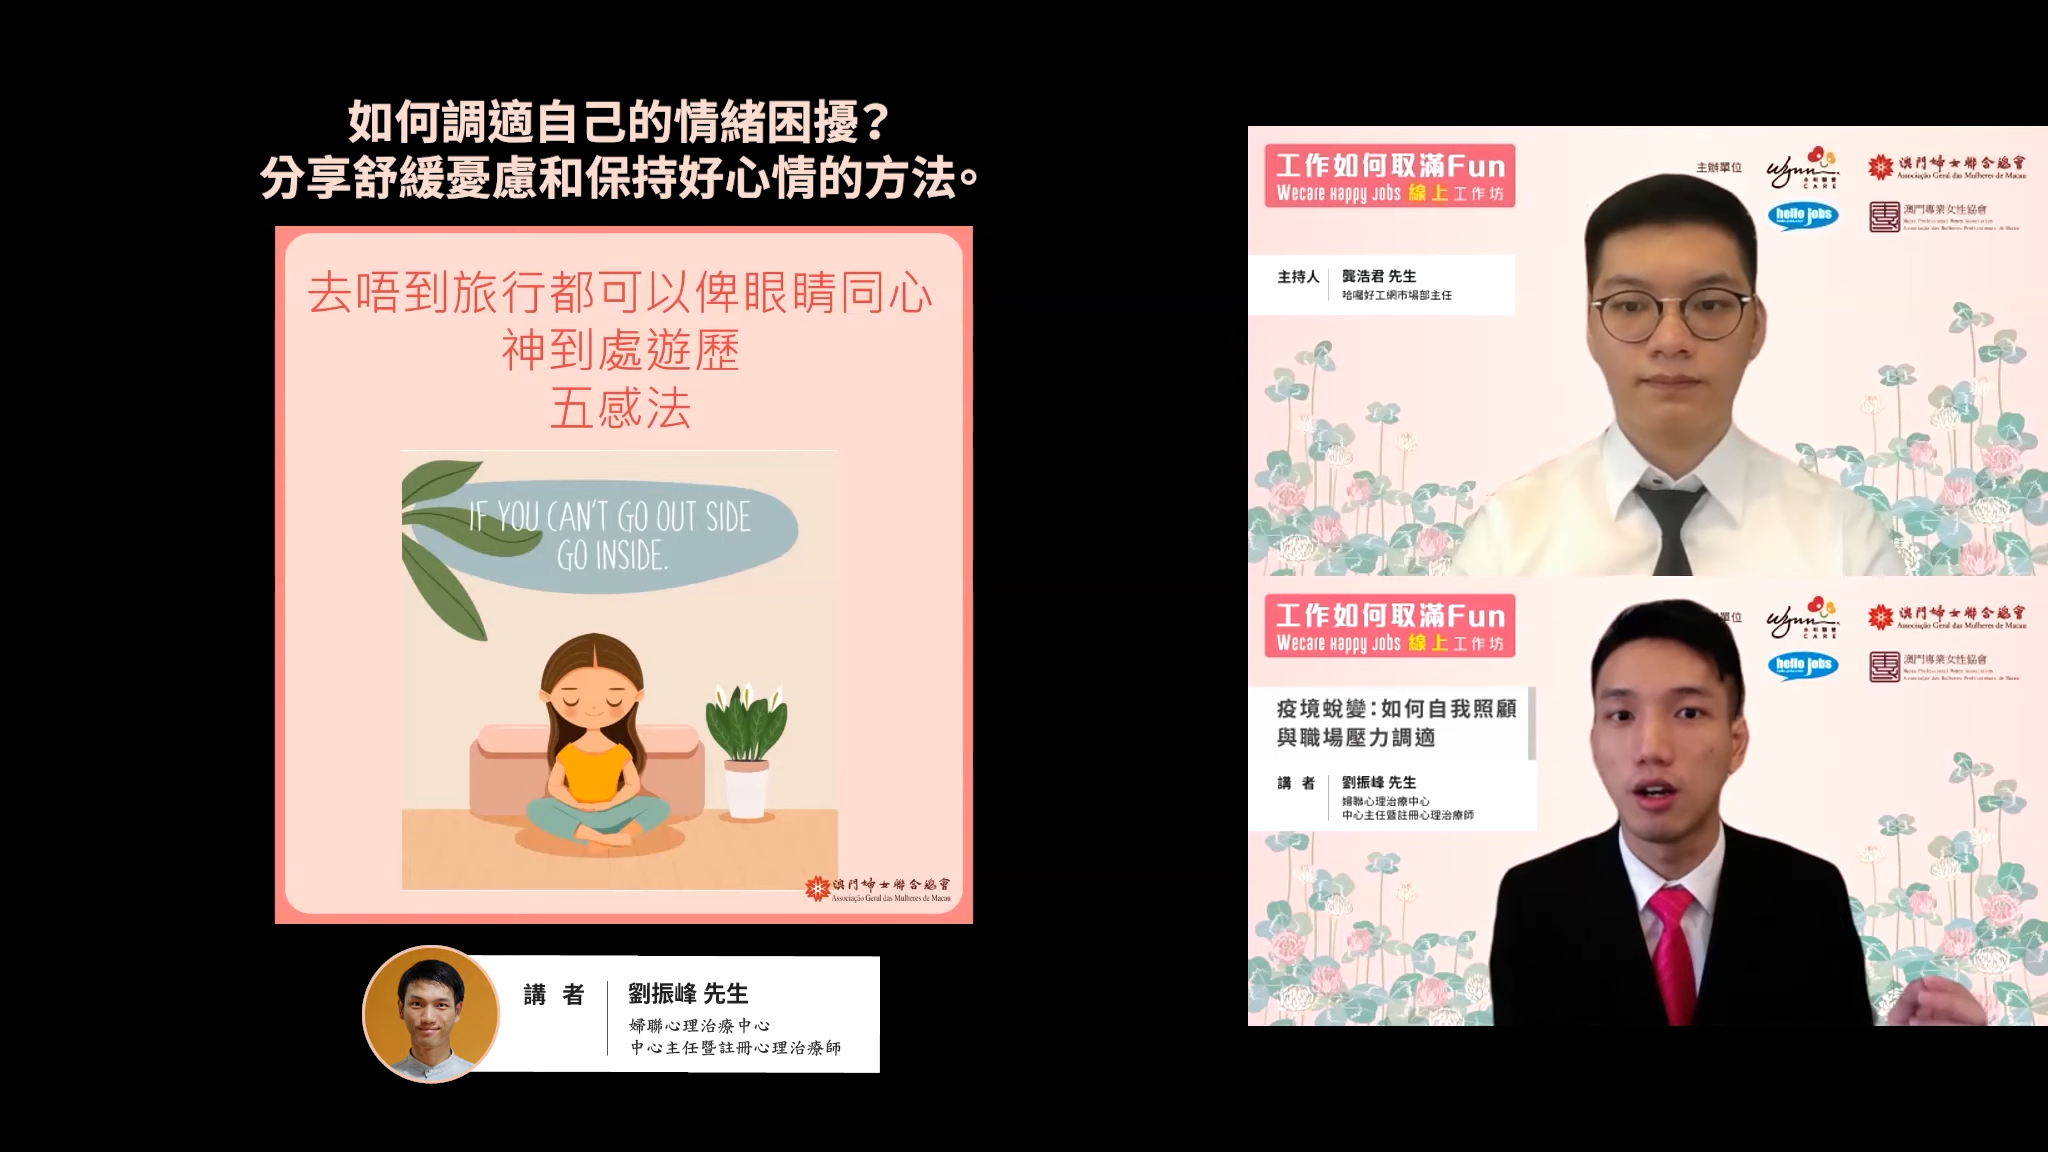 如何調適自己的情緒困擾？
分享舒緩憂慮和保持好心情的方法。
去唔到旅行都可以俾眼睛同心
神到處遊歷
五感法
IF YOU CAN'T GO OUT SIDE
GO INSIDE.
澳門婦女聯合總會
Associação Geral das Mulheres de Macau
講 者
劉振峰 先生
婦聯心理治療中心
中心主任暨註冊心理治療師
工作如何取滿Fun
Wecare Happy Jobs 線上工作坊
主辦單位
Wynn
CARE
澳門婦女聯合總會
Associação Geral das Mulheres de Macau
hello jobs
澳門專業女性協會
主持人
龔浩君 先生
哈囉好工網市場部主任
工作如何取滿Fun
Wecare Happy Jobs 線上工作坊
單位
Wynn
CARE
澳門婦女聯合總會
Associação Geral das Mulheres de Macau
hello jobs
澳門專業女性協會
疫境蛻變：如何自我照顧
與職場壓力調適
講 者
劉振峰 先生
婦聯心理治療中心
中心主任暨註冊心理治療師